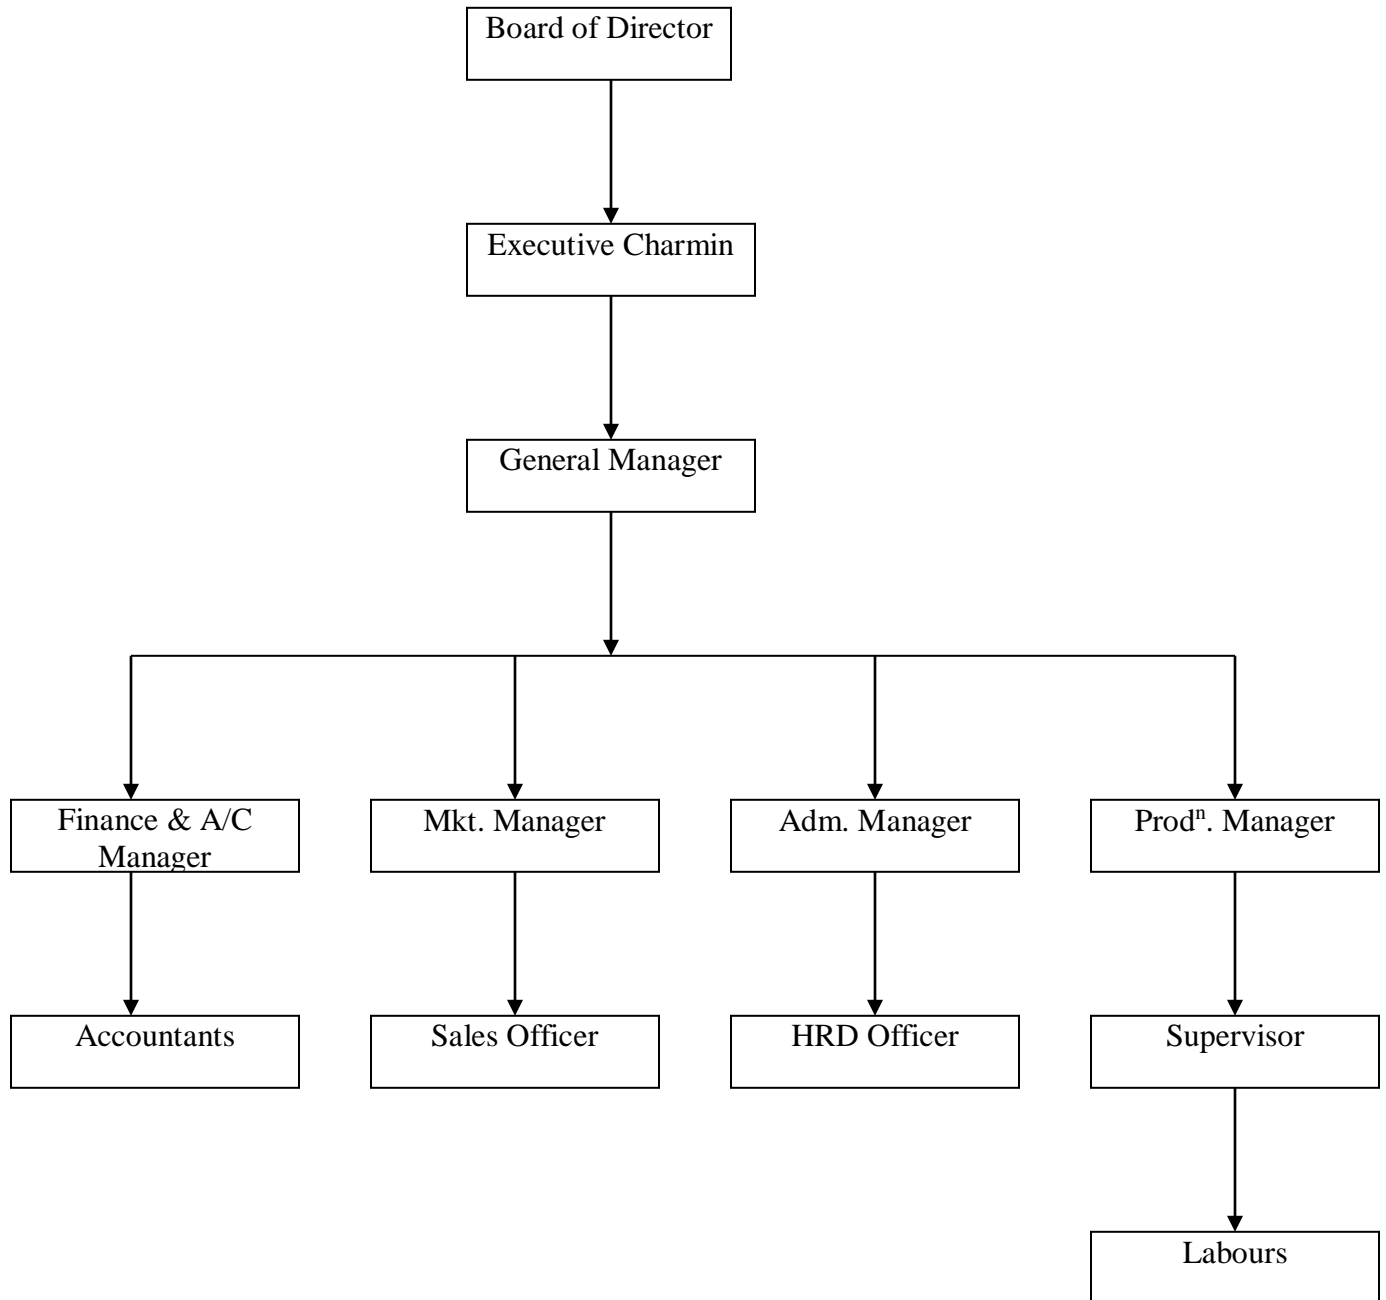 Board of Director
Executive Charmin
General Manager
Finance & A/C
Manager
Mkt. Manager
Adm. Manager
Prodⁿ. Manager
Accountants
Sales Officer
HRD Officer
Supervisor
Labours